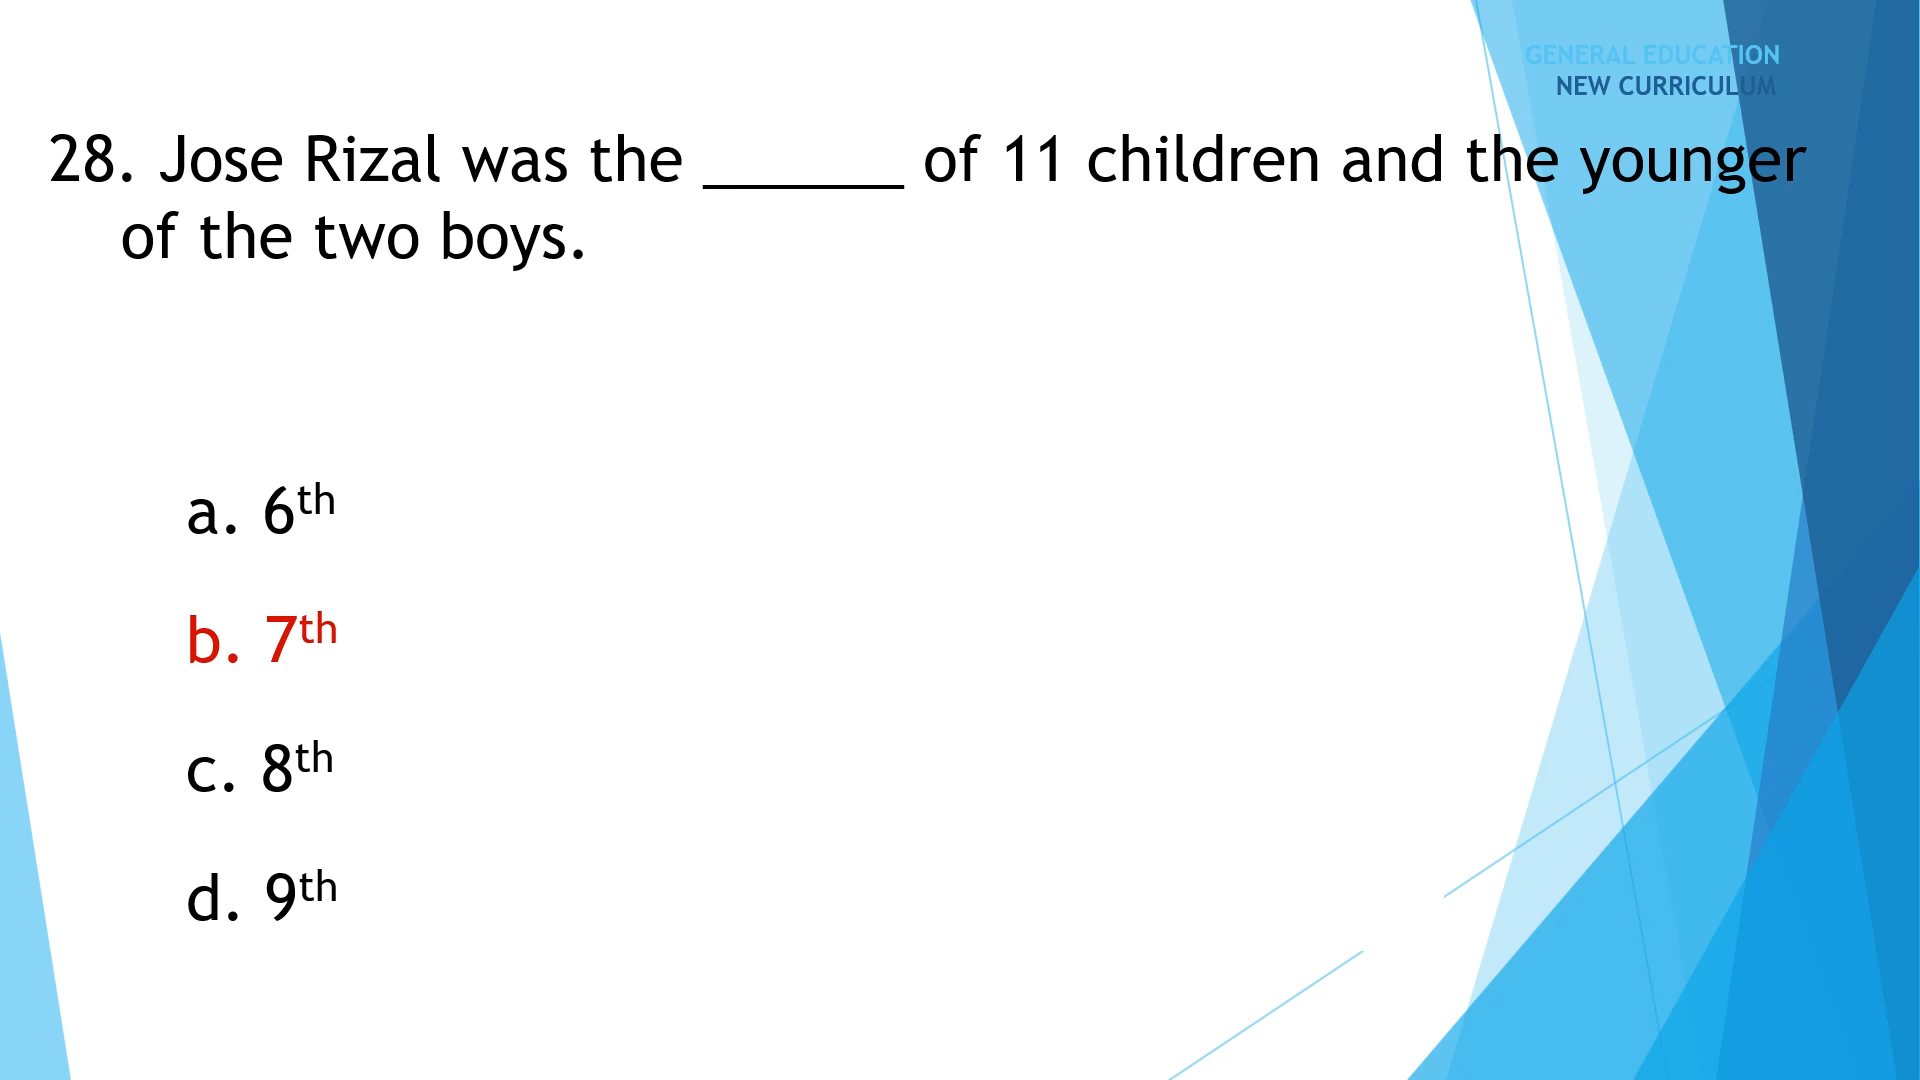 GENERAL EDUCATION
NEW CURRICULUM
28. Jose Rizal was the ______ of 11 children and the younger
of the two boys.
a. 6th
b. 7th
c. 8th
d. 9th